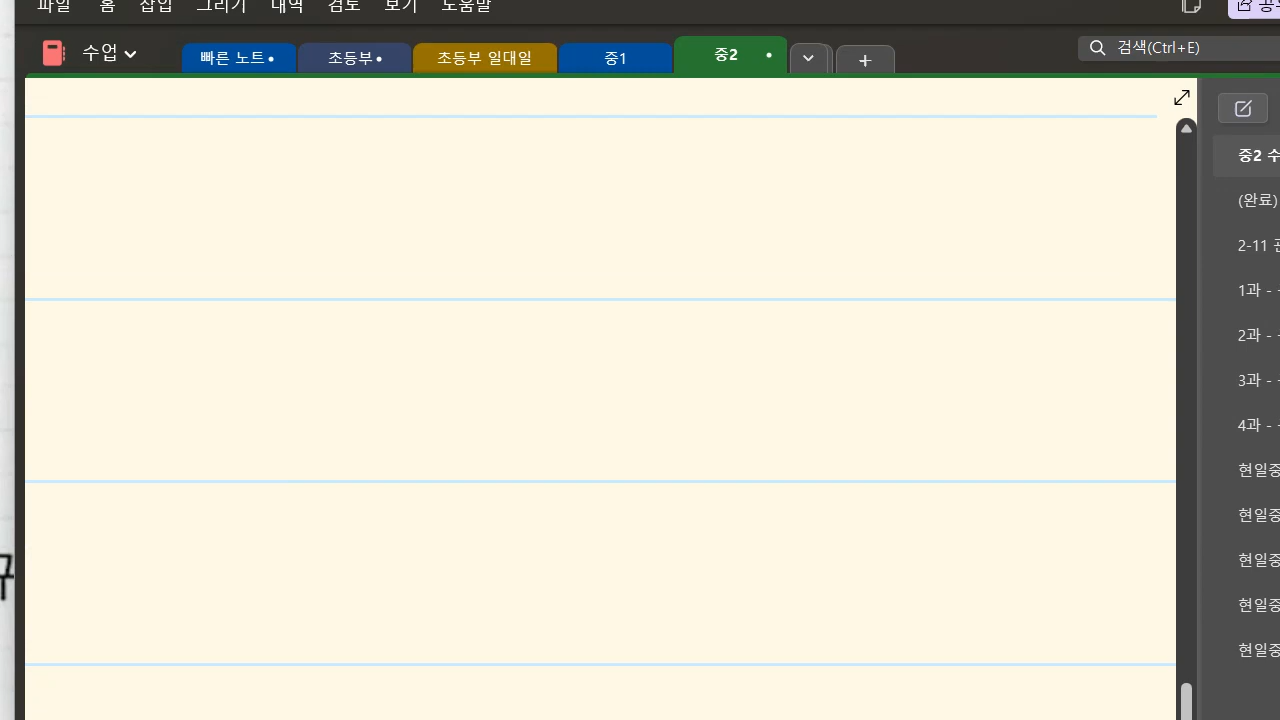 파일 홈 삽입 그리기 내역 검토 보기 도움말
수업
빠른 노트
초등부
초등부 일대일
중1
중2
검색(Ctrl+E)
중2 수
(완료)
2-11
1과 -
2과 -
3과 -
4과 -
현일중
현일중
현일중
현일중
현일중